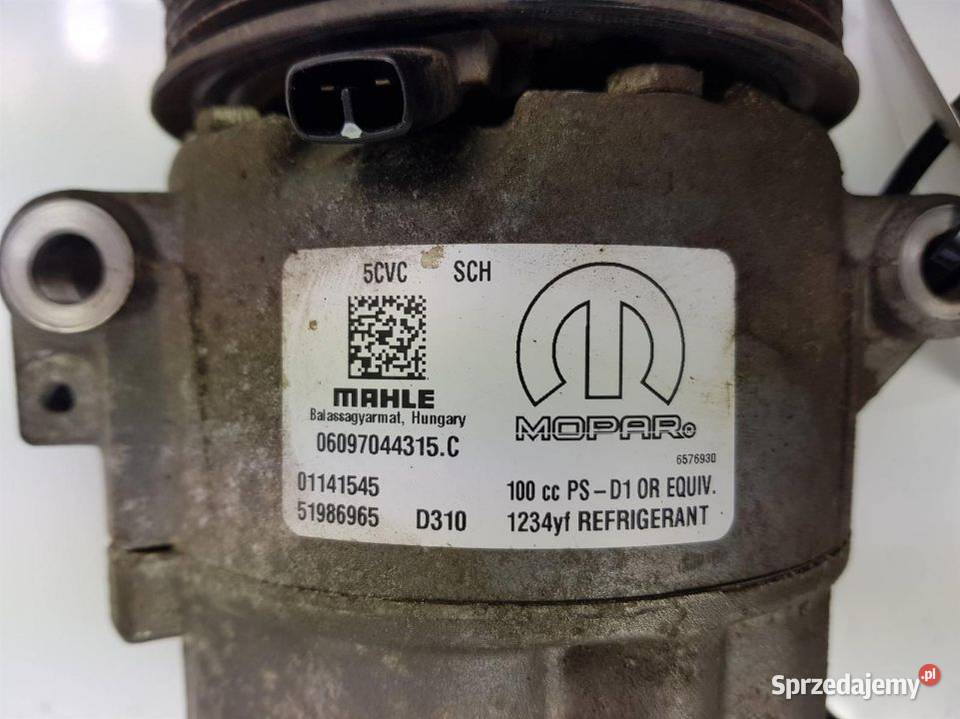 5CVC SCH
MAHLE
Balassagyarmat, Hungary
06097044315.C
01141545
51986965 D310
MOPAR®
6576930
100 cc PS-D1 OR EQUIV.
1234yf REFRIGERANT
Sprzedajemy.pl